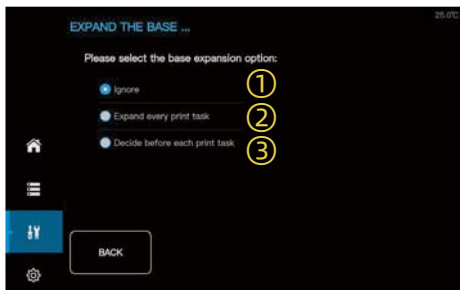 25.0℃
EXPAND THE BASE ...
Please select the base expansion option:
Ignore ①
Expand every print task ②
Decide before each print task ③
BACK